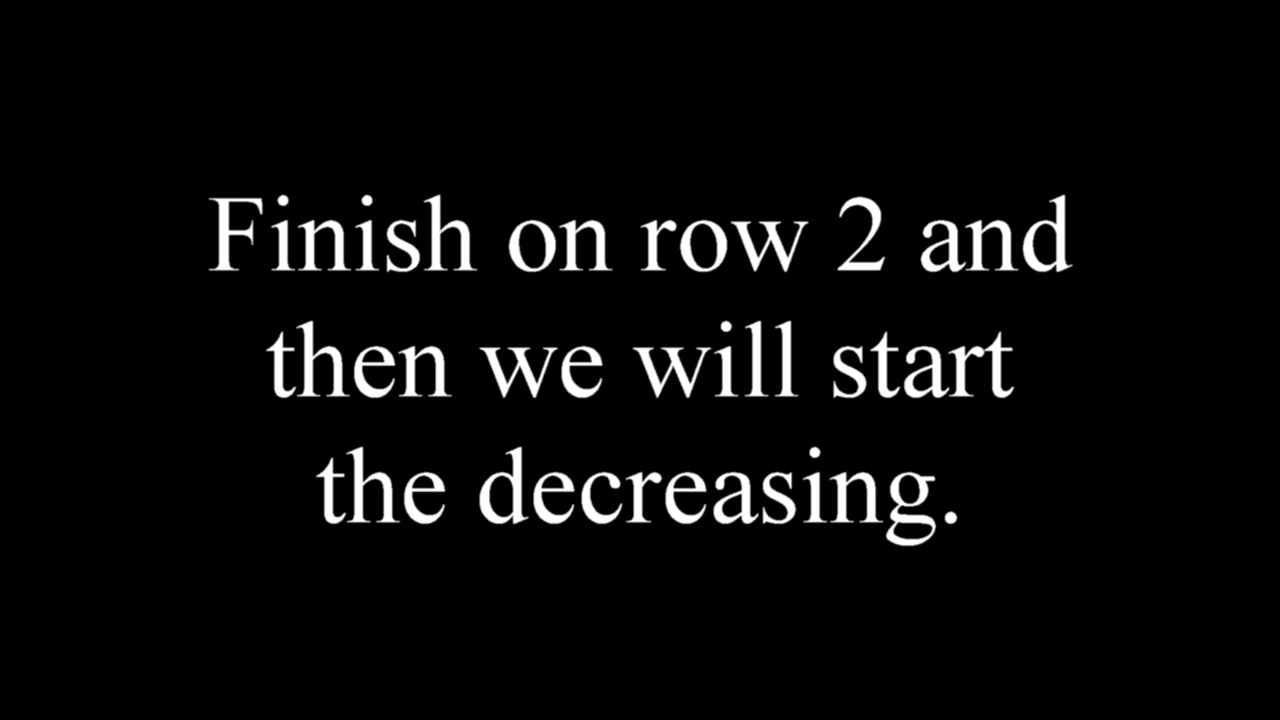 Finish on row 2 and
then we will start
the decreasing.